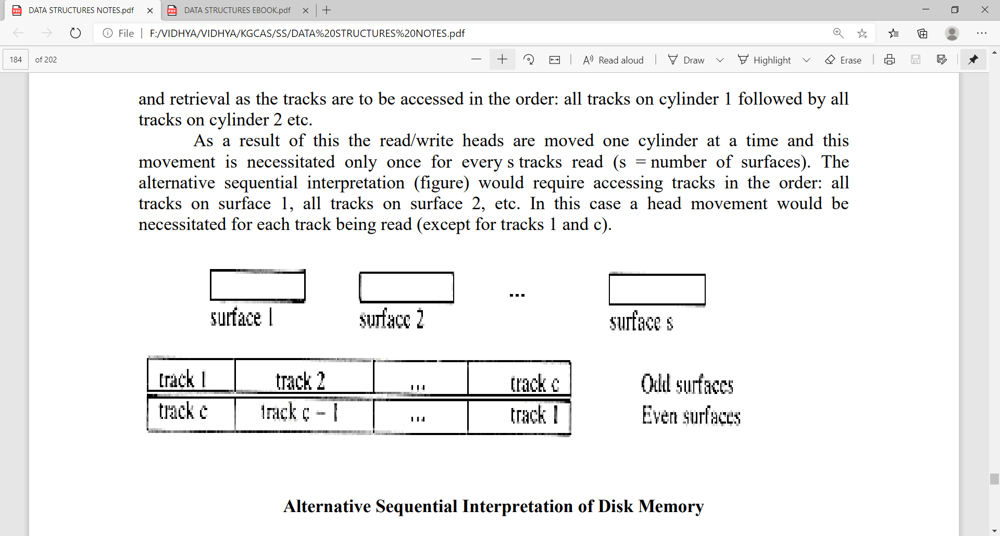 DATA STRUCTURES NOTES.pdf
DATA STRUCTURES EBOOK.pdf
File
F:/VIDHYA/VIDHYA/KGCAS/SS/DATA%20STRUCTURES%20NOTES.pdf
184 of 202
Read aloud
Draw
Highlight
Erase
and retrieval as the tracks are to be accessed in the order: all tracks on cylinder 1 followed by all
tracks on cylinder 2 etc.
As a result of this the read/write heads are moved one cylinder at a time and this
movement is necessitated only once for every s tracks read (s = number of surfaces). The
alternative sequential interpretation (figure) would require accessing tracks in the order: all
tracks on surface 1, all tracks on surface 2, etc. In this case a head movement would be
necessitated for each track being read (except for tracks 1 and c).
...
surface 1 surface 2 surface s
track 1 track 2 ... track c Odd surfaces
track c track c – 1 ... track 1 Even surfaces
Alternative Sequential Interpretation of Disk Memory